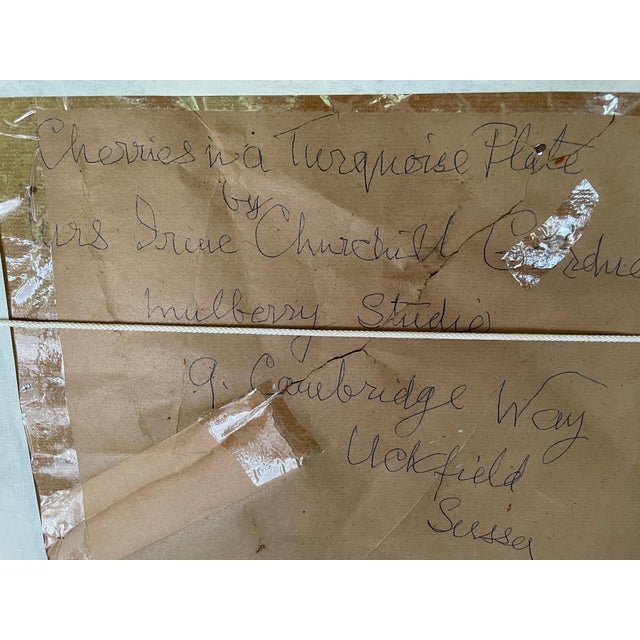 Cherries in a Turquoise Plate
by
Mrs Irene Churchill
Mulberry Studio
9. Cambridge Way
Uckfield
Sussex